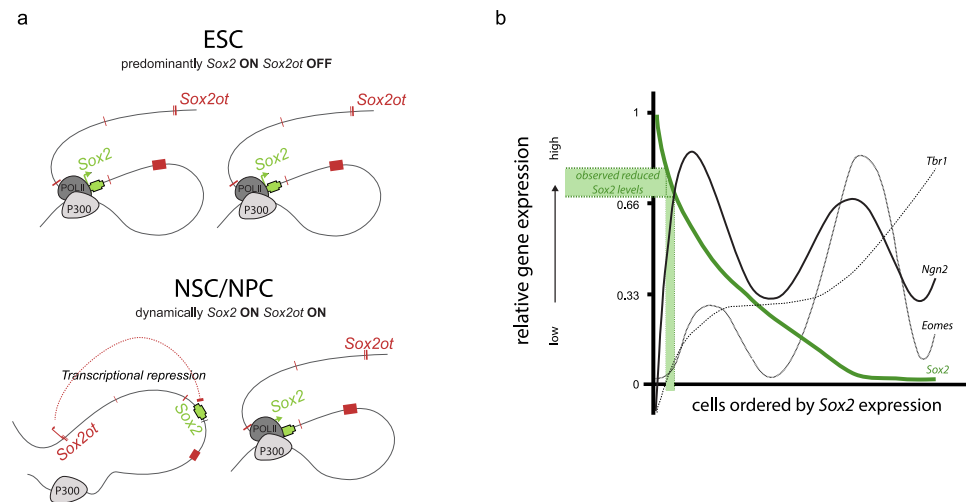 a
ESC
predominantly Sox2 ON Sox2ot OFF
Sox2ot
Sox2
POLII
P300
Sox2ot
Sox2
POLII
P300
NSC/NPC
dynamically Sox2 ON Sox2ot ON
Transcriptional repression
Sox2ot
Sox2
P300
Sox2ot
Sox2
POLII
P300
b
relative gene expression
low
high
1
0.66
0.33
0
observed reduced
Sox2 levels
Tbr1
Ngn2
Eomes
Sox2
cells ordered by Sox2 expression